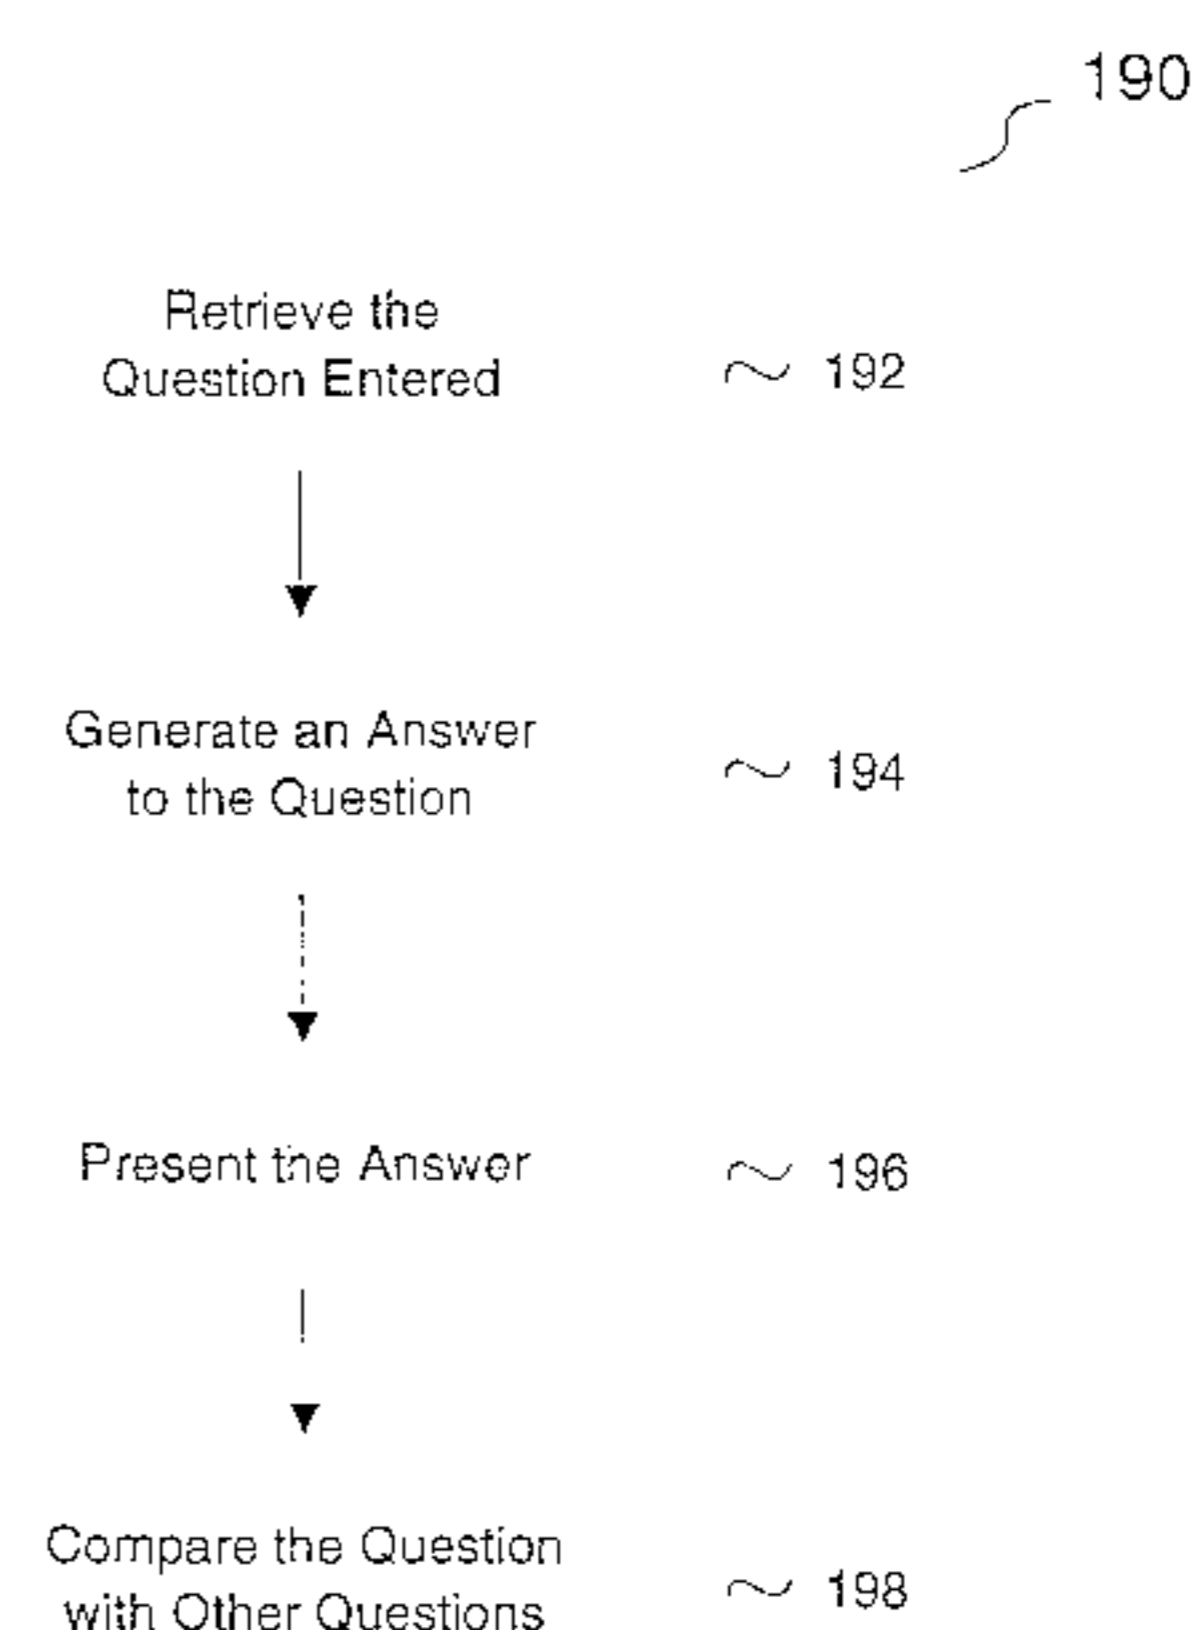 190
Retrieve the
Question Entered
192
Generate an Answer
to the Question
194
Present the Answer
196
Compare the Question
with Other Questions
198